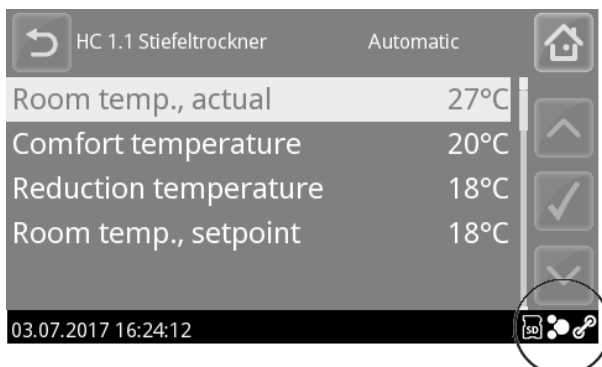 HC 1.1 Stiefeltrockner Automatic
Room temp., actual 27°C
Comfort temperature 20°C
Reduction temperature 18°C
Room temp., setpoint 18°C
03.07.2017 16:24:12 SD